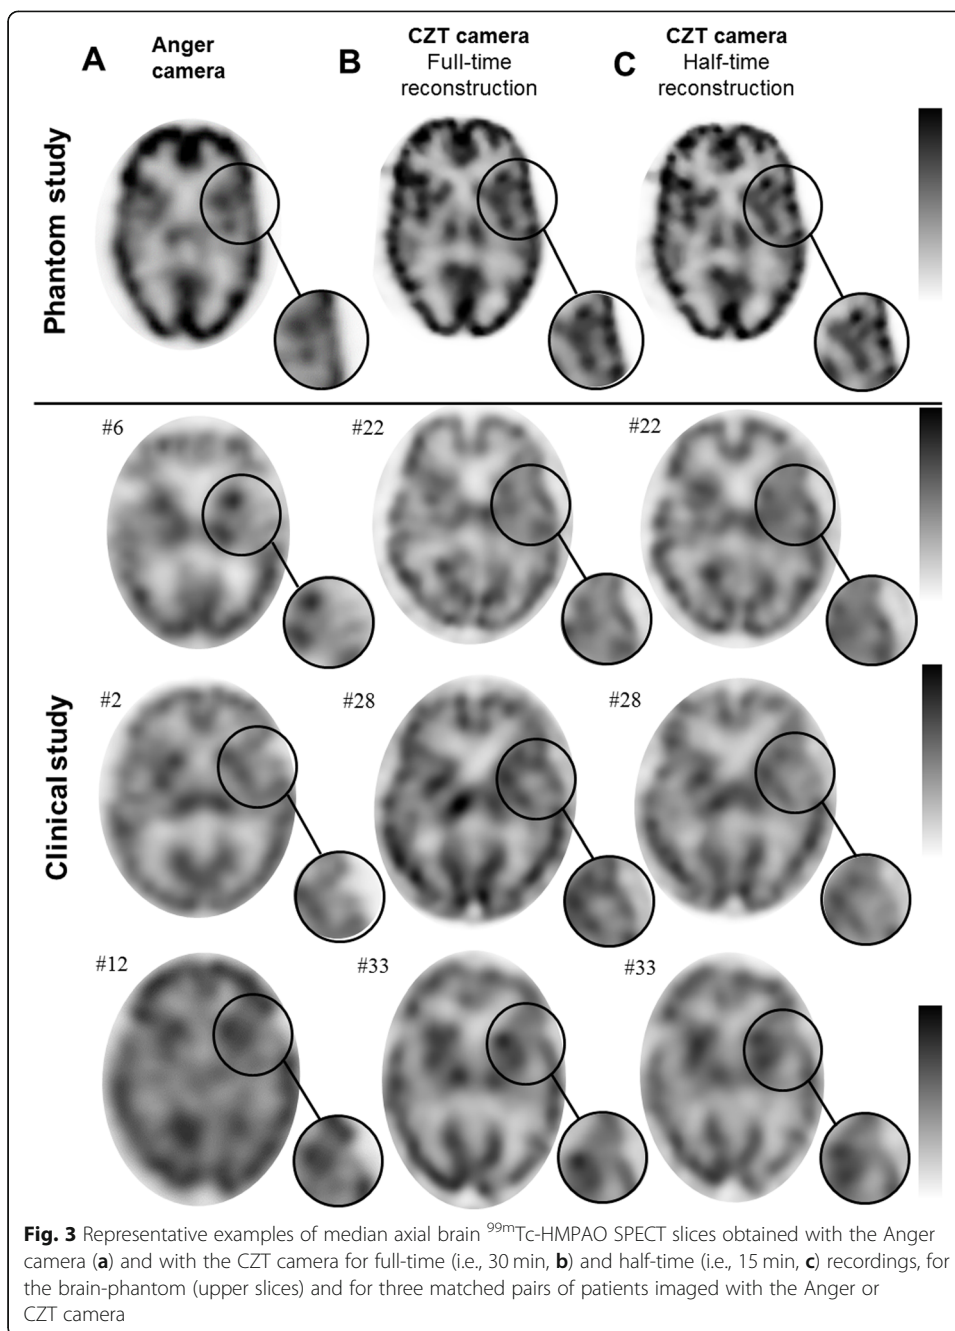 A
Anger
camera
B
CZT camera
Full-time
reconstruction
C
CZT camera
Half-time
reconstruction
Phantom study
#6
#22
#22
Clinical study
#2
#28
#28
#12
#33
#33
Fig. 3 Representative examples of median axial brain ⁹⁹ᵐTc-HMPAO SPECT slices obtained with the Anger
camera (a) and with the CZT camera for full-time (i.e., 30 min, b) and half-time (i.e., 15 min, c) recordings, for
the brain-phantom (upper slices) and for three matched pairs of patients imaged with the Anger or
CZT camera